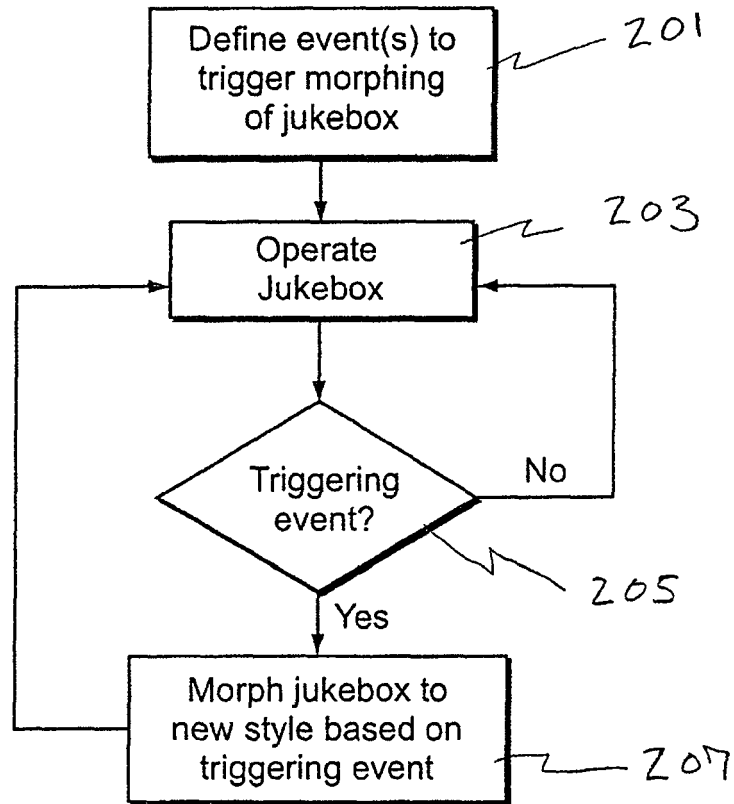 Define event(s) to
trigger morphing
of jukebox
201
Operate
Jukebox
203
Triggering
event?
No
205
Yes
Morph jukebox to
new style based on
triggering event
207